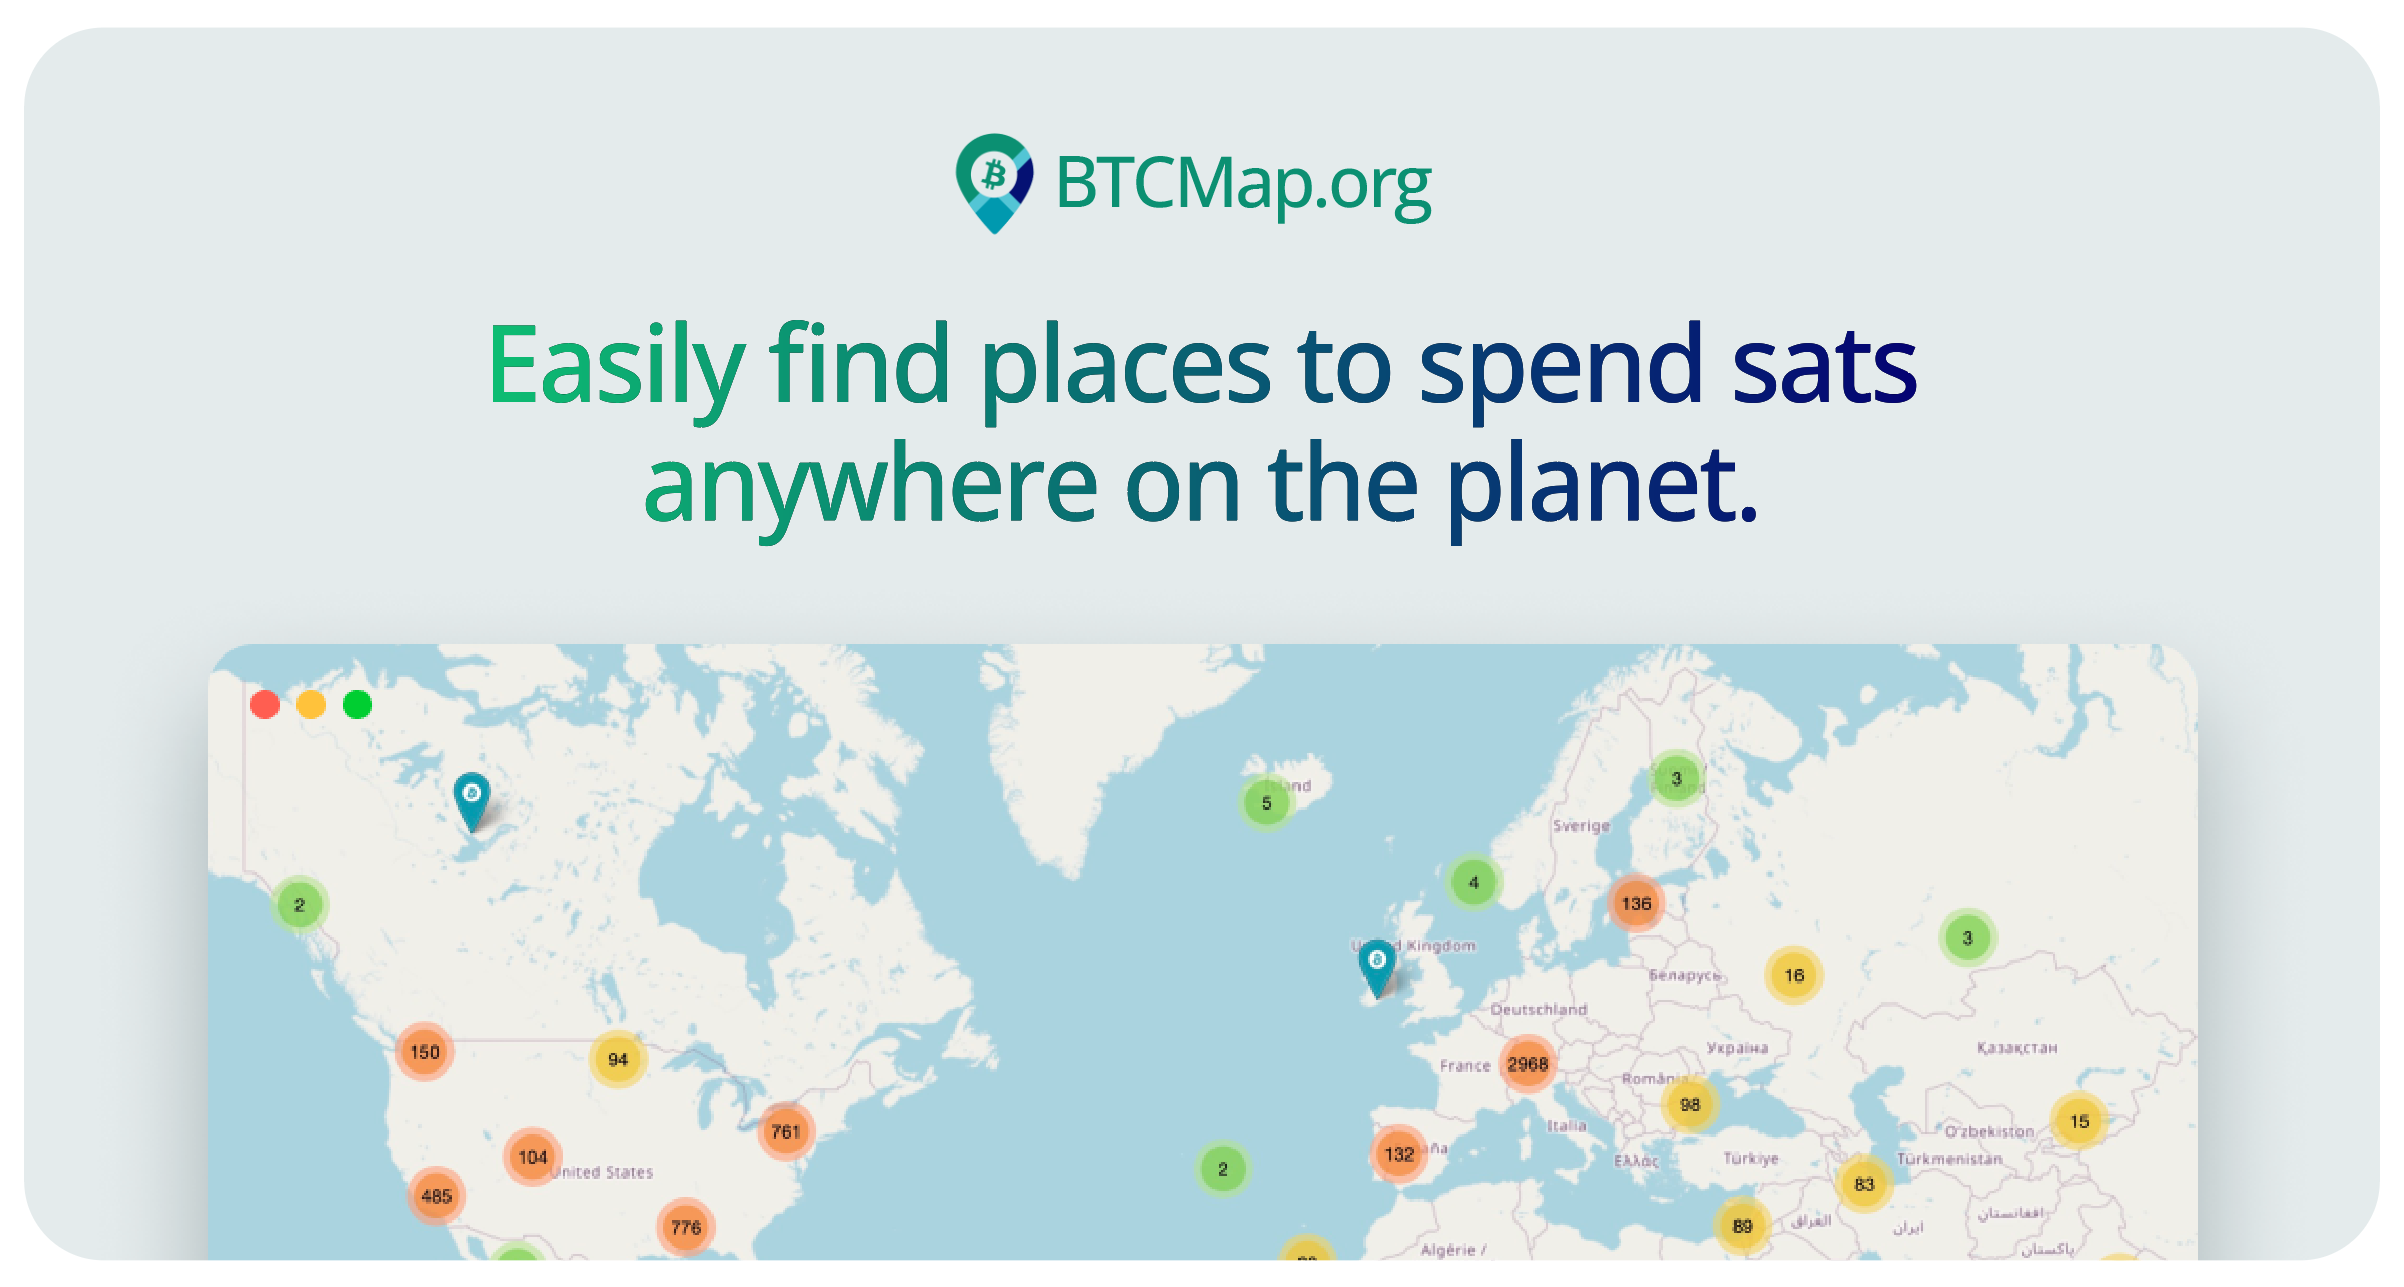 BTCMap.org
Easily find places to spend sats
anywhere on the planet.
5
3
Sverige
4
2
136
3
United Kingdom
16
Беларусь
Deutschland
150
94
Україна
Қазақстан
France
2968
România
98
15
761
Italia
O'zbekiston
104
132
Ελλάς
Türkiye
Türkmenistan
2
United States
83
485
776
89
العراق
ایران
افغانستان
Algérie /
پاکستان